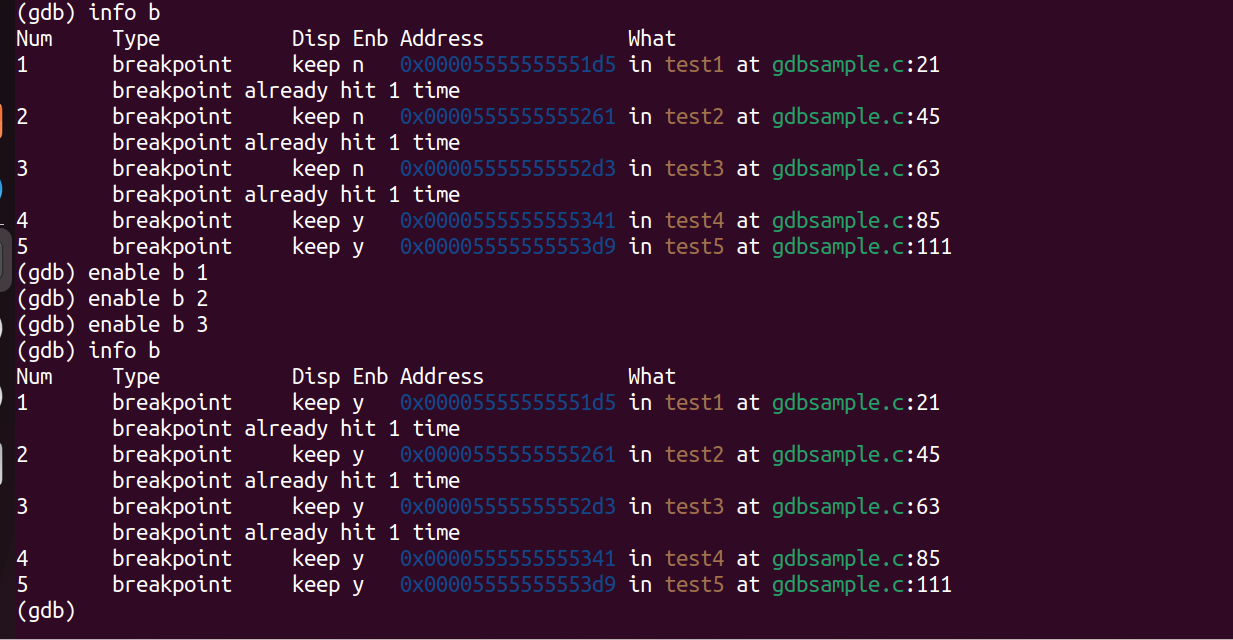 (gdb) info b
Num     Type           Disp Enb Address            What
1       breakpoint     keep n   0x00005555555551d5 in test1 at gdbsample.c:21
        breakpoint already hit 1 time
2       breakpoint     keep n   0x0000555555555261 in test2 at gdbsample.c:45
        breakpoint already hit 1 time
3       breakpoint     keep n   0x00005555555552d3 in test3 at gdbsample.c:63
        breakpoint already hit 1 time
4       breakpoint     keep y   0x0000555555555341 in test4 at gdbsample.c:85
5       breakpoint     keep y   0x00005555555553d9 in test5 at gdbsample.c:111
(gdb) enable b 1
(gdb) enable b 2
(gdb) enable b 3
(gdb) info b
Num     Type           Disp Enb Address            What
1       breakpoint     keep y   0x00005555555551d5 in test1 at gdbsample.c:21
        breakpoint already hit 1 time
2       breakpoint     keep y   0x0000555555555261 in test2 at gdbsample.c:45
        breakpoint already hit 1 time
3       breakpoint     keep y   0x00005555555552d3 in test3 at gdbsample.c:63
        breakpoint already hit 1 time
4       breakpoint     keep y   0x0000555555555341 in test4 at gdbsample.c:85
5       breakpoint     keep y   0x00005555555553d9 in test5 at gdbsample.c:111
(gdb)